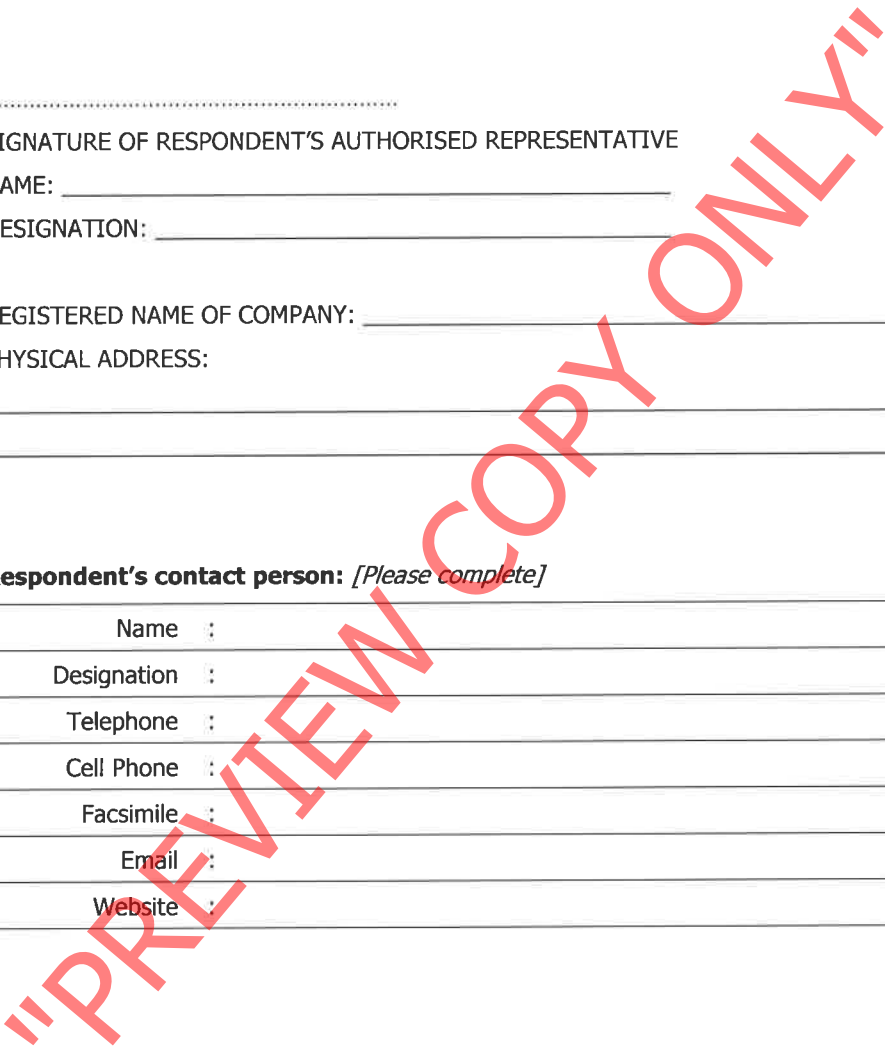 IGNATURE OF RESPONDENT'S AUTHORISED REPRESENTATIVE
AME:
ESIGNATION:
EGISTERED NAME OF COMPANY:
HYSICAL ADDRESS:
espondent's contact person: [Please complete]
Name :
Designation :
Telephone :
Cell Phone :
Facsimile :
Email :
Website :
"PREVIEW COPY ONLY"